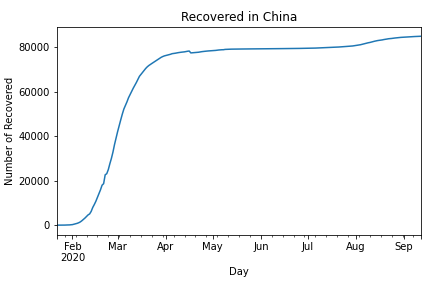 Recovered in China
Number of Recovered
80000
60000
40000
20000
0
Feb Mar Apr May Jun Jul Aug Sep
2020
Day